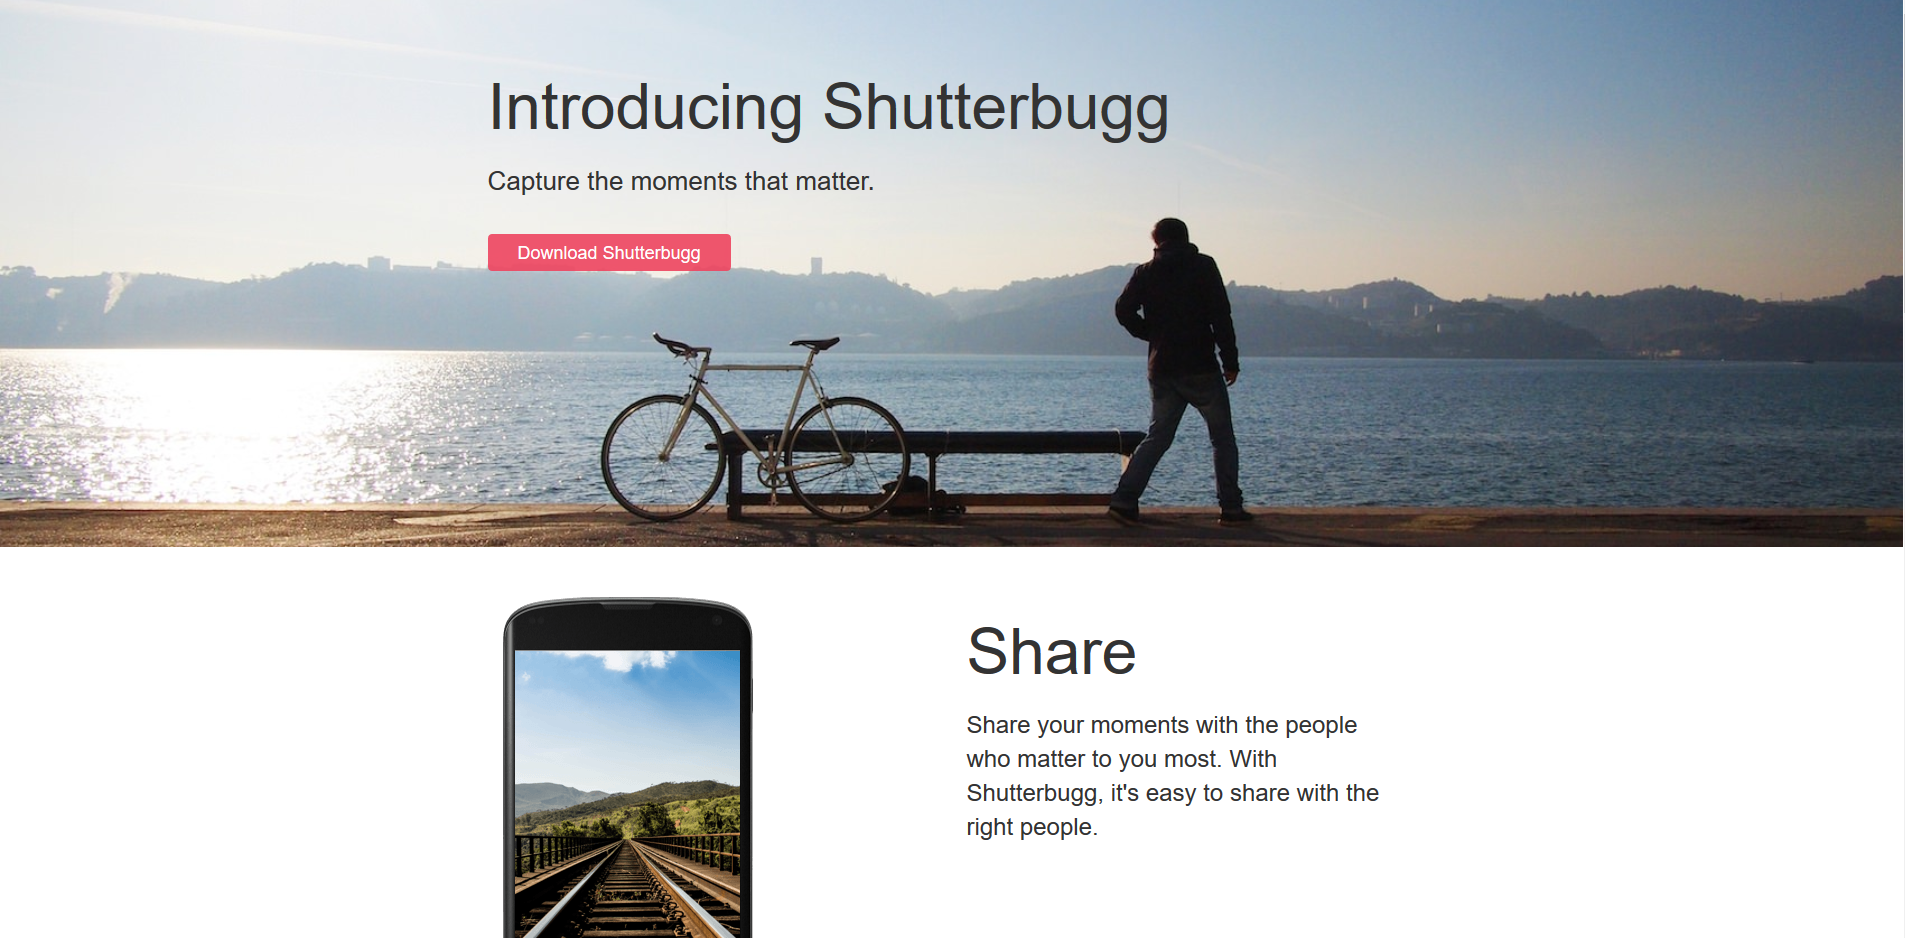 Introducing Shutterbugg
Capture the moments that matter.
Download Shutterbugg
Share
Share your moments with the people
who matter to you most. With
Shutterbugg, it's easy to share with the
right people.